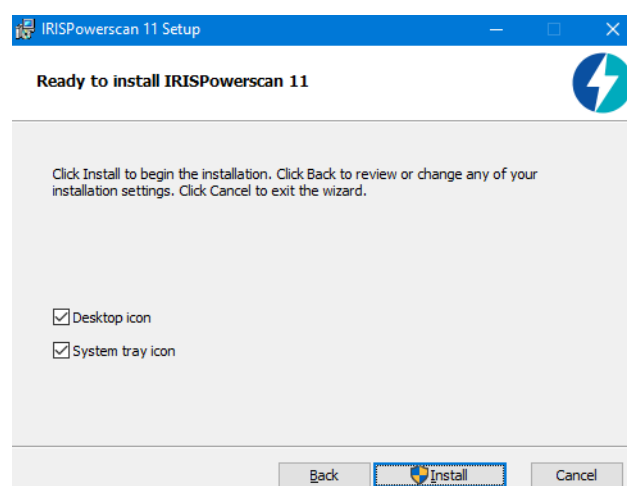 IRISPowerscan 11 Setup
Ready to install IRISPowerscan 11
Click Install to begin the installation. Click Back to review or change any of your
installation settings. Click Cancel to exit the wizard.
Desktop icon
System tray icon
Back Install Cancel